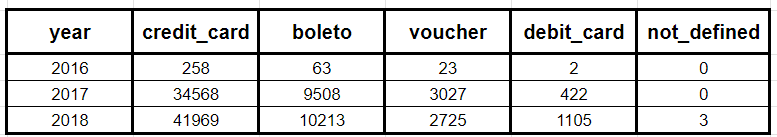 year credit_card boleto voucher debit_card not_defined
2016 258 63 23 2 0
2017 34568 9508 3027 422 0
2018 41969 10213 2725 1105 3